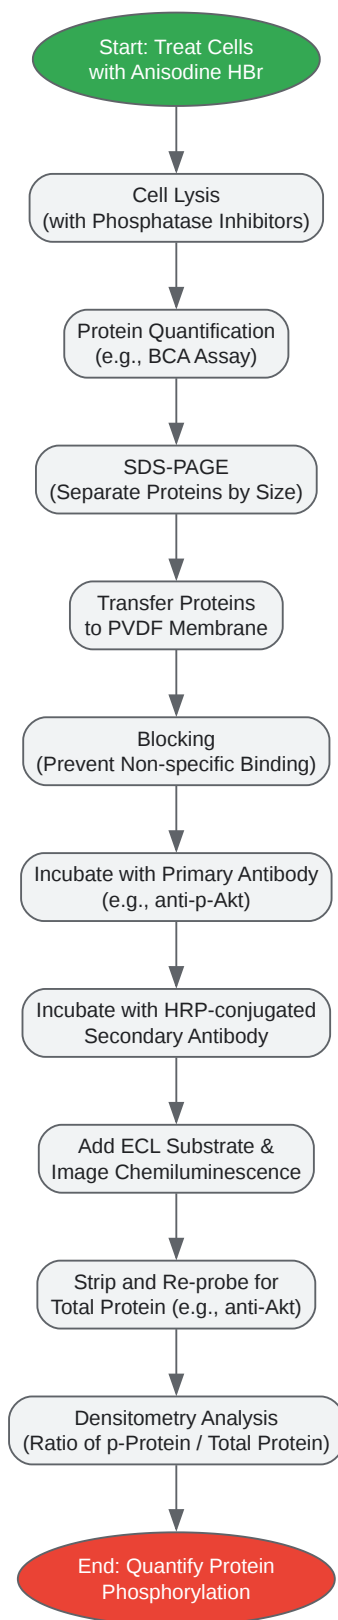 Start: Treat Cells
with Anisodine HBr
Cell Lysis
(with Phosphatase Inhibitors)
Protein Quantification
(e.g., BCA Assay)
SDS-PAGE
(Separate Proteins by Size)
Transfer Proteins
to PVDF Membrane
Blocking
(Prevent Non-specific Binding)
Incubate with Primary Antibody
(e.g., anti-p-Akt)
Incubate with HRP-conjugated
Secondary Antibody
Add ECL Substrate &
Image Chemiluminescence
Strip and Re-probe for
Total Protein (e.g., anti-Akt)
Densitometry Analysis
(Ratio of p-Protein / Total Protein)
End: Quantify Protein
Phosphorylation